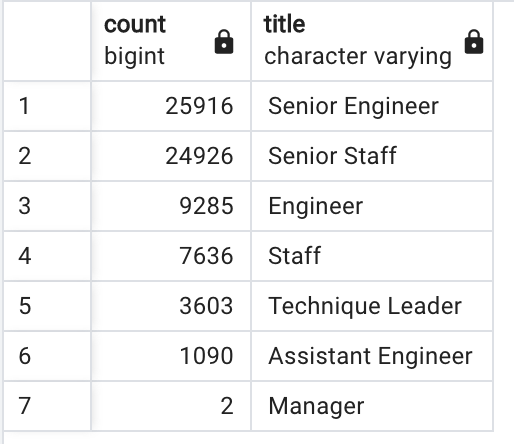 count title
bigint character varying
1 25916 Senior Engineer
2 24926 Senior Staff
3 9285 Engineer
4 7636 Staff
5 3603 Technique Leader
6 1090 Assistant Engineer
7 2 Manager